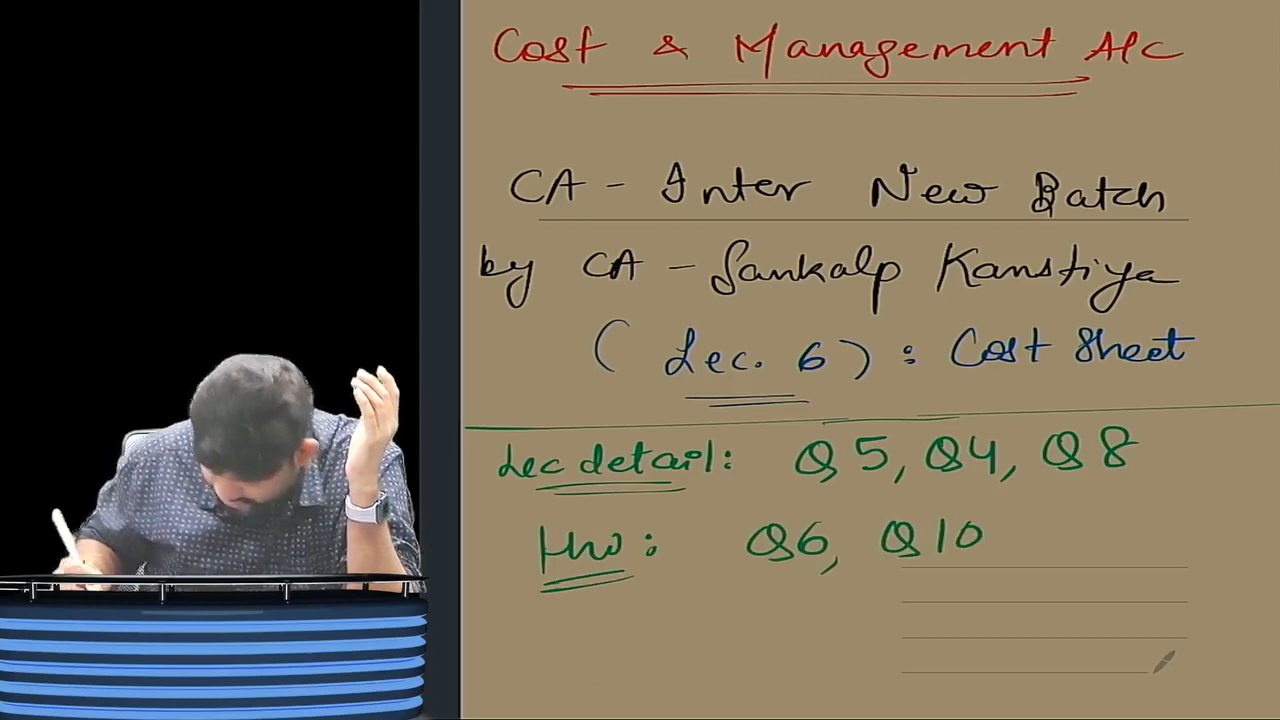 Cost & Management A/c
CA - Inter New Batch
by CA - Sankalp Kanstiya
( Lec. 6 ) : Cost Sheet
Lec detail: Q5, Q4, Q8
Hw: Q6, Q10